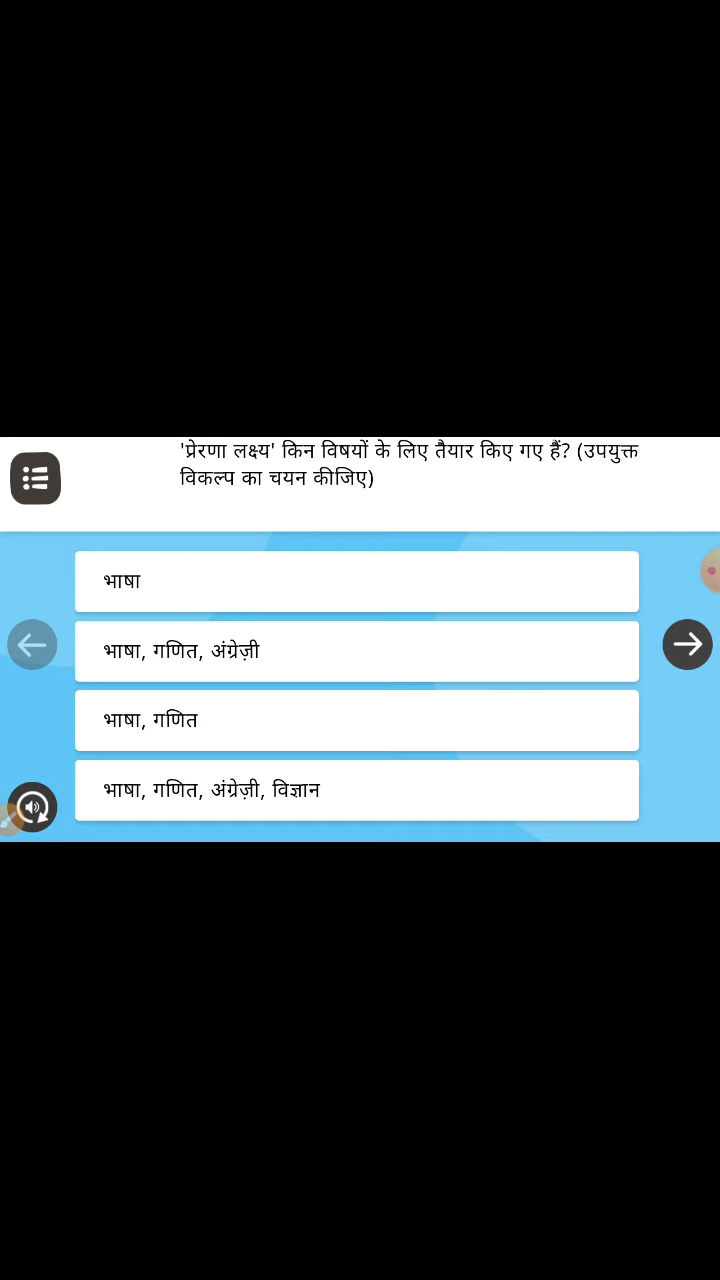 'प्रेरणा लक्ष्य' किन विषयों के लिए तैयार किए गए हैं? (उपयुक्त
विकल्प का चयन कीजिए)
भाषा
भाषा, गणित, अंग्रेज़ी
भाषा, गणित
भाषा, गणित, अंग्रेज़ी, विज्ञान